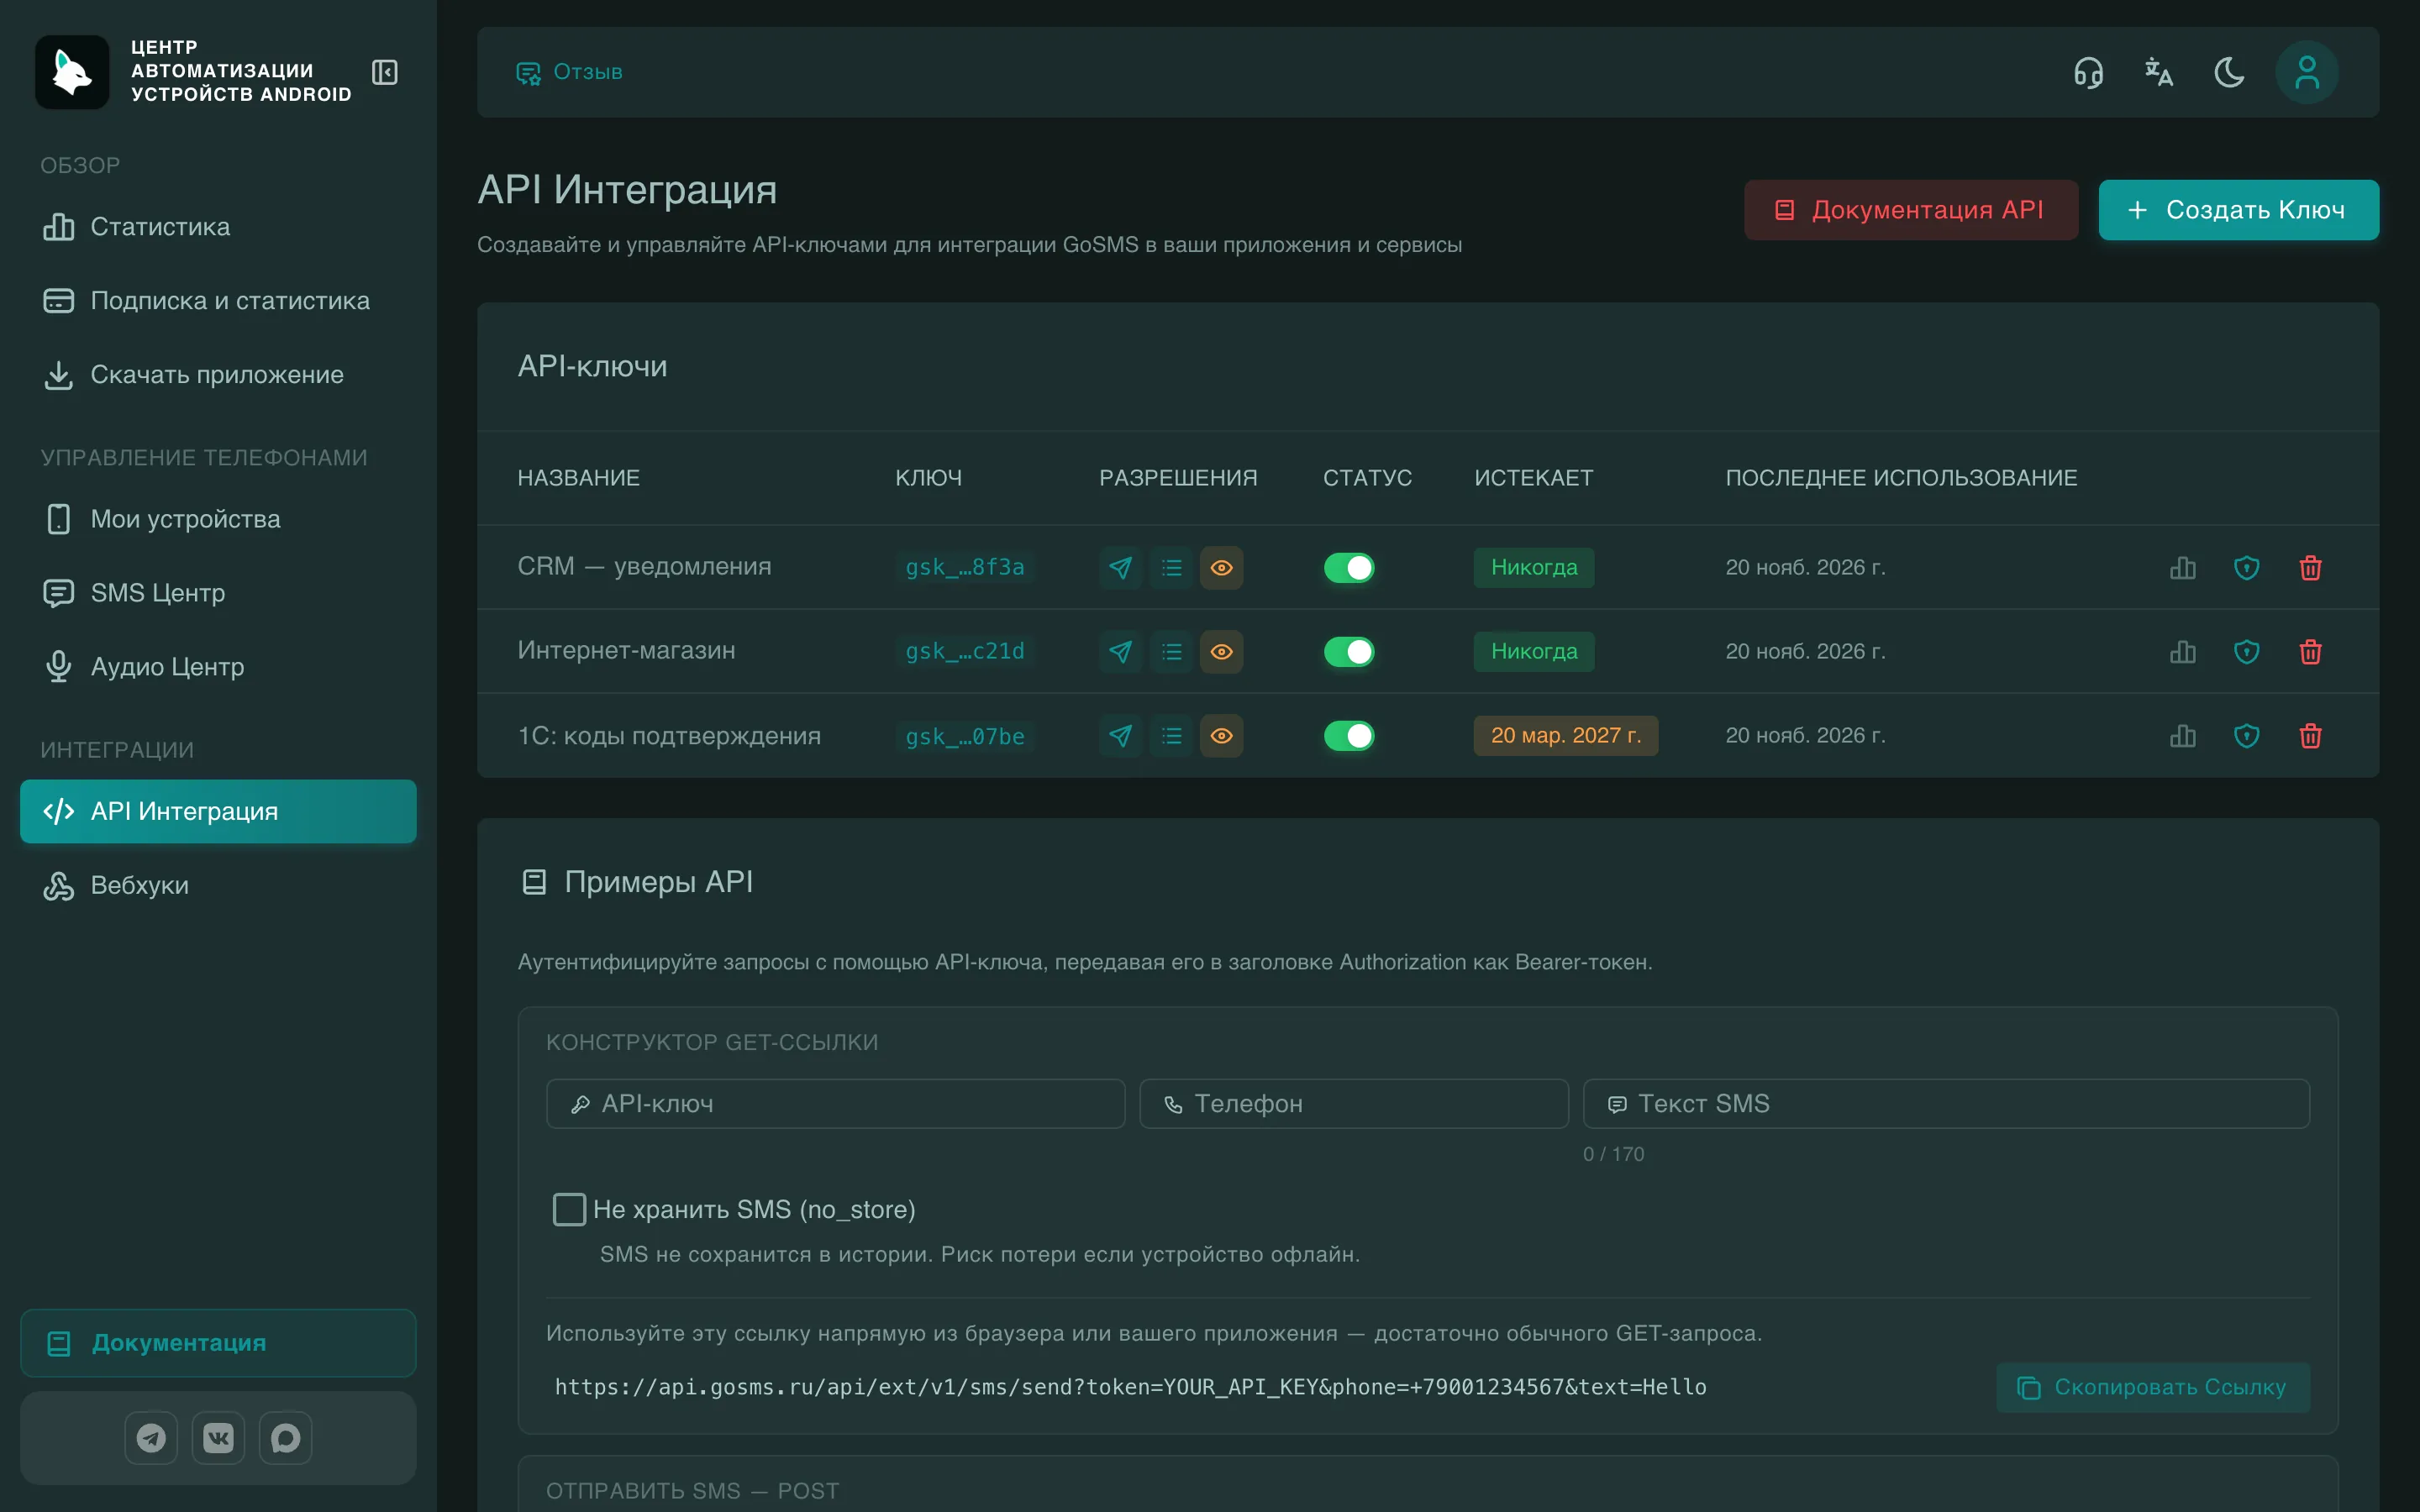 ЦЕНТР
АВТОМАТИЗАЦИИ
УСТРОЙСТВ ANDROID
ОБЗОР
Статистика
Подписка и статистика
Скачать приложение
УПРАВЛЕНИЕ ТЕЛЕФОНАМИ
Мои устройства
SMS Центр
Аудио Центр
ИНТЕГРАЦИИ
API Интеграция
Вебхуки
Документация
Отзыв
API Интеграция
Создавайте и управляйте API-ключами для интеграции GoSMS в ваши приложения и сервисы
Документация API
Создать Ключ
API-ключи
НАЗВАНИЕ КЛЮЧ РАЗРЕШЕНИЯ СТАТУС ИСТЕКАЕТ ПОСЛЕДНЕЕ ИСПОЛЬЗОВАНИЕ
CRM — уведомления gsk_…8f3a Никогда 20 нояб. 2026 г.
Интернет-магазин gsk_…c21d Никогда 20 нояб. 2026 г.
1С: коды подтверждения gsk_…07be 20 мар. 2027 г. 20 нояб. 2026 г.
Примеры API
Аутентифицируйте запросы с помощью API-ключа, передавая его в заголовке Authorization как Bearer-токен.
КОНСТРУКТОР GET-ССЫЛКИ
API-ключ Телефон Текст SMS
0 / 170
Не хранить SMS (no_store)
SMS не сохранится в истории. Риск потери если устройство офлайн.
Используйте эту ссылку напрямую из браузера или вашего приложения — достаточно обычного GET-запроса.
https://api.gosms.ru/api/ext/v1/sms/send?token=YOUR_API_KEY&phone=+79001234567&text=Hello
Скопировать Ссылку
ОТПРАВИТЬ SMS — POST